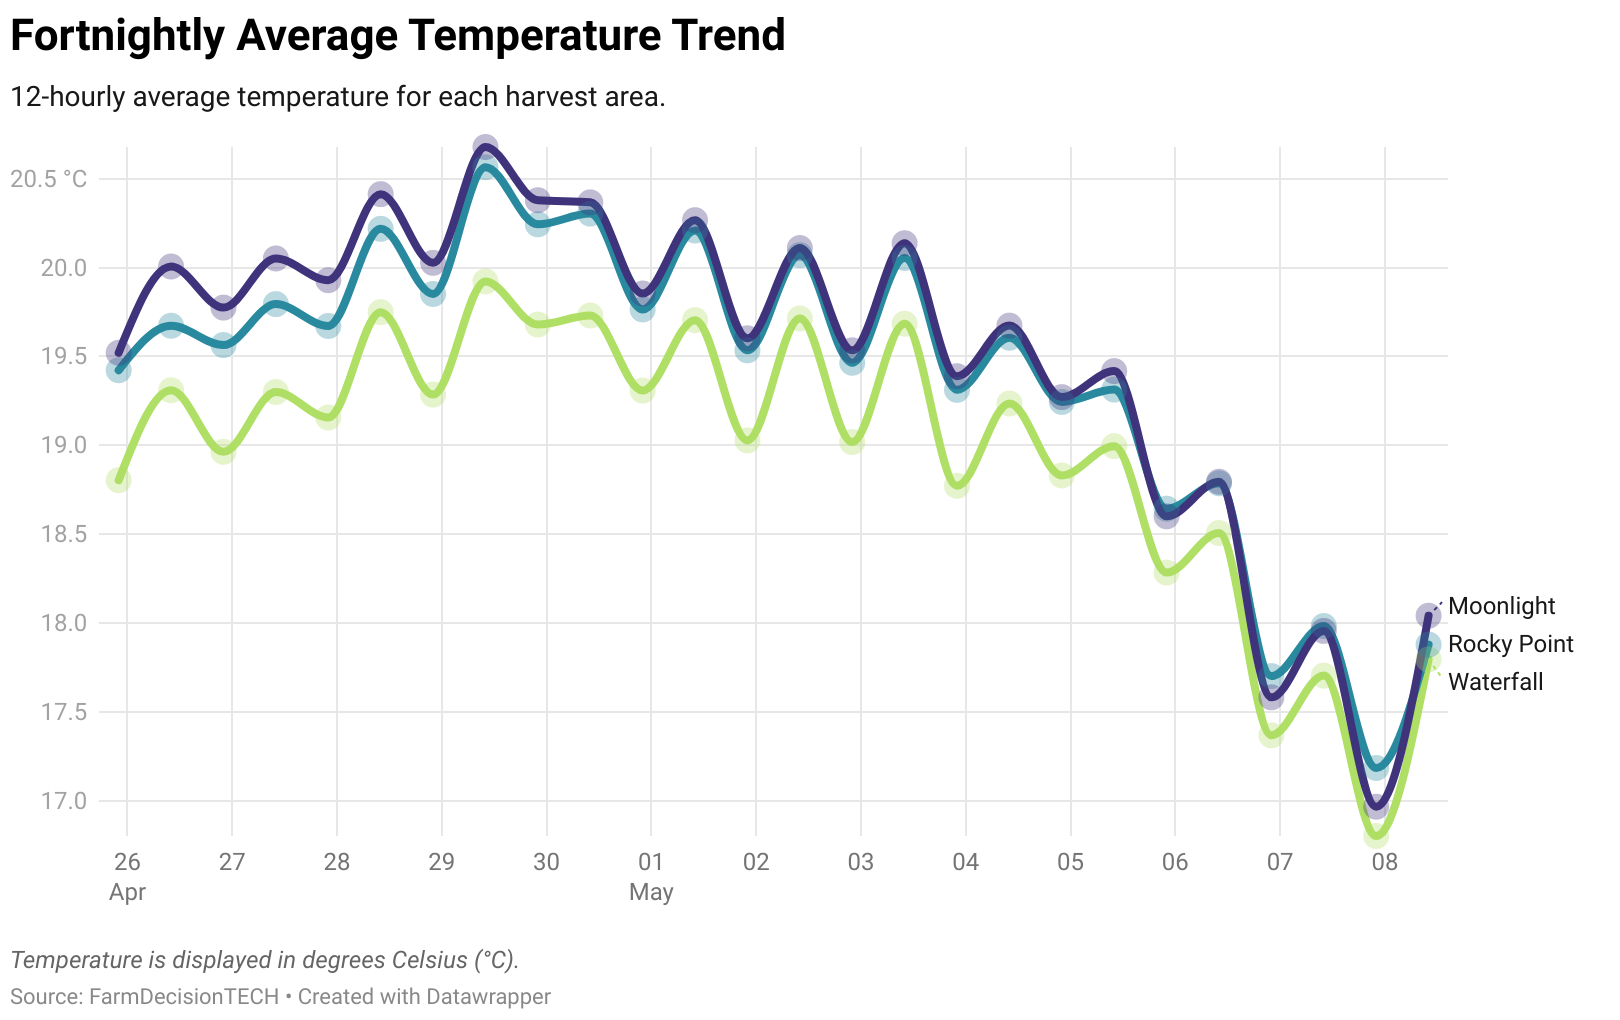 Fortnightly Average Temperature Trend
12-hourly average temperature for each harvest area.
20.5 °C
20.0
19.5
19.0
18.5
18.0
17.5
17.0
Moonlight
Rocky Point
Waterfall
26 27 28 29 30 01 02 03 04 05 06 07 08
Apr May
Temperature is displayed in degrees Celsius (°C).
Source: FarmDecisionTECH • Created with Datawrapper